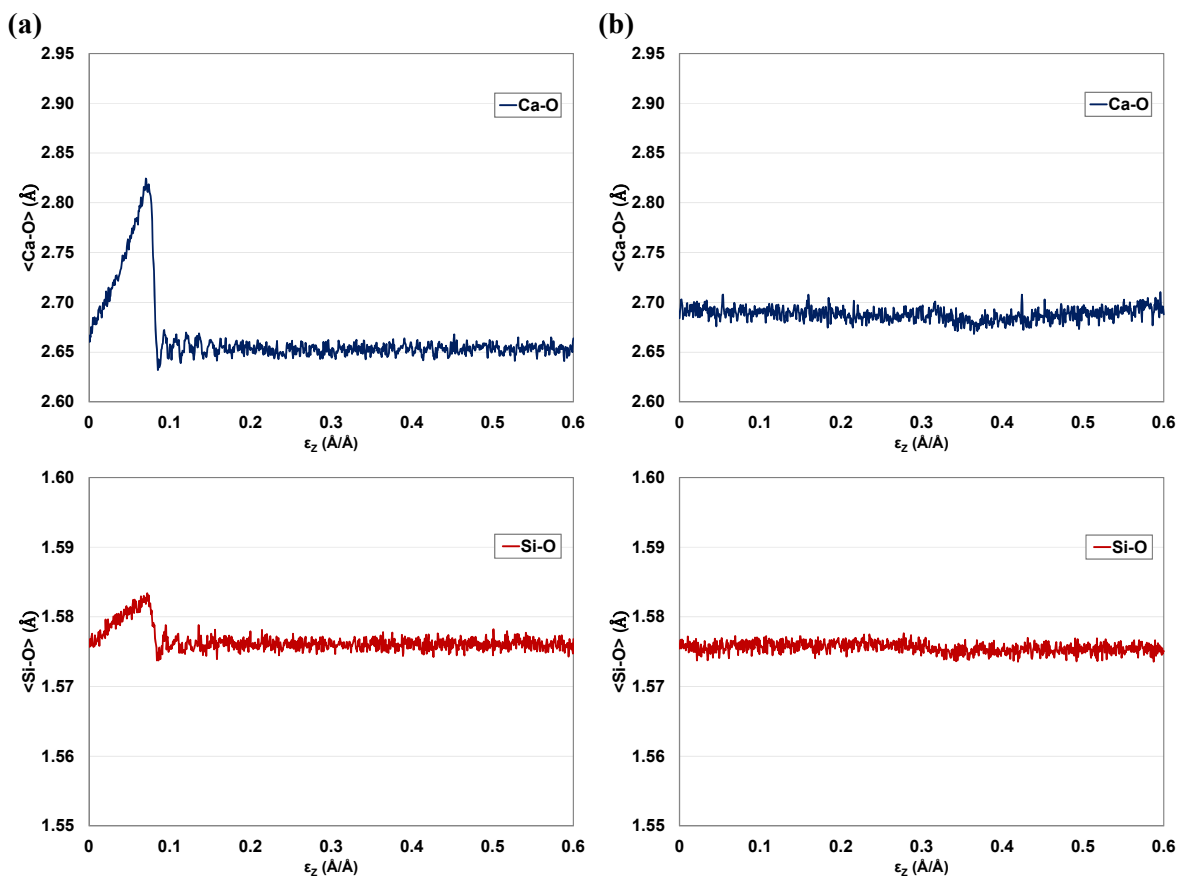 (a)
2.95
2.90
2.85
2.80
2.75
2.70
2.65
2.60
<Ca-O> (Å)
Ca-O
0 0.1 0.2 0.3 0.4 0.5 0.6
εz (Å/Å)
(b)
2.95
2.90
2.85
2.80
2.75
2.70
2.65
2.60
<Ca-O> (Å)
Ca-O
0 0.1 0.2 0.3 0.4 0.5 0.6
εz (Å/Å)
1.60
1.59
1.58
1.57
1.56
1.55
<Si-O> (Å)
Si-O
0 0.1 0.2 0.3 0.4 0.5 0.6
εz (Å/Å)
1.60
1.59
1.58
1.57
1.56
1.55
<Si-O> (Å)
Si-O
0 0.1 0.2 0.3 0.4 0.5 0.6
εz (Å/Å)